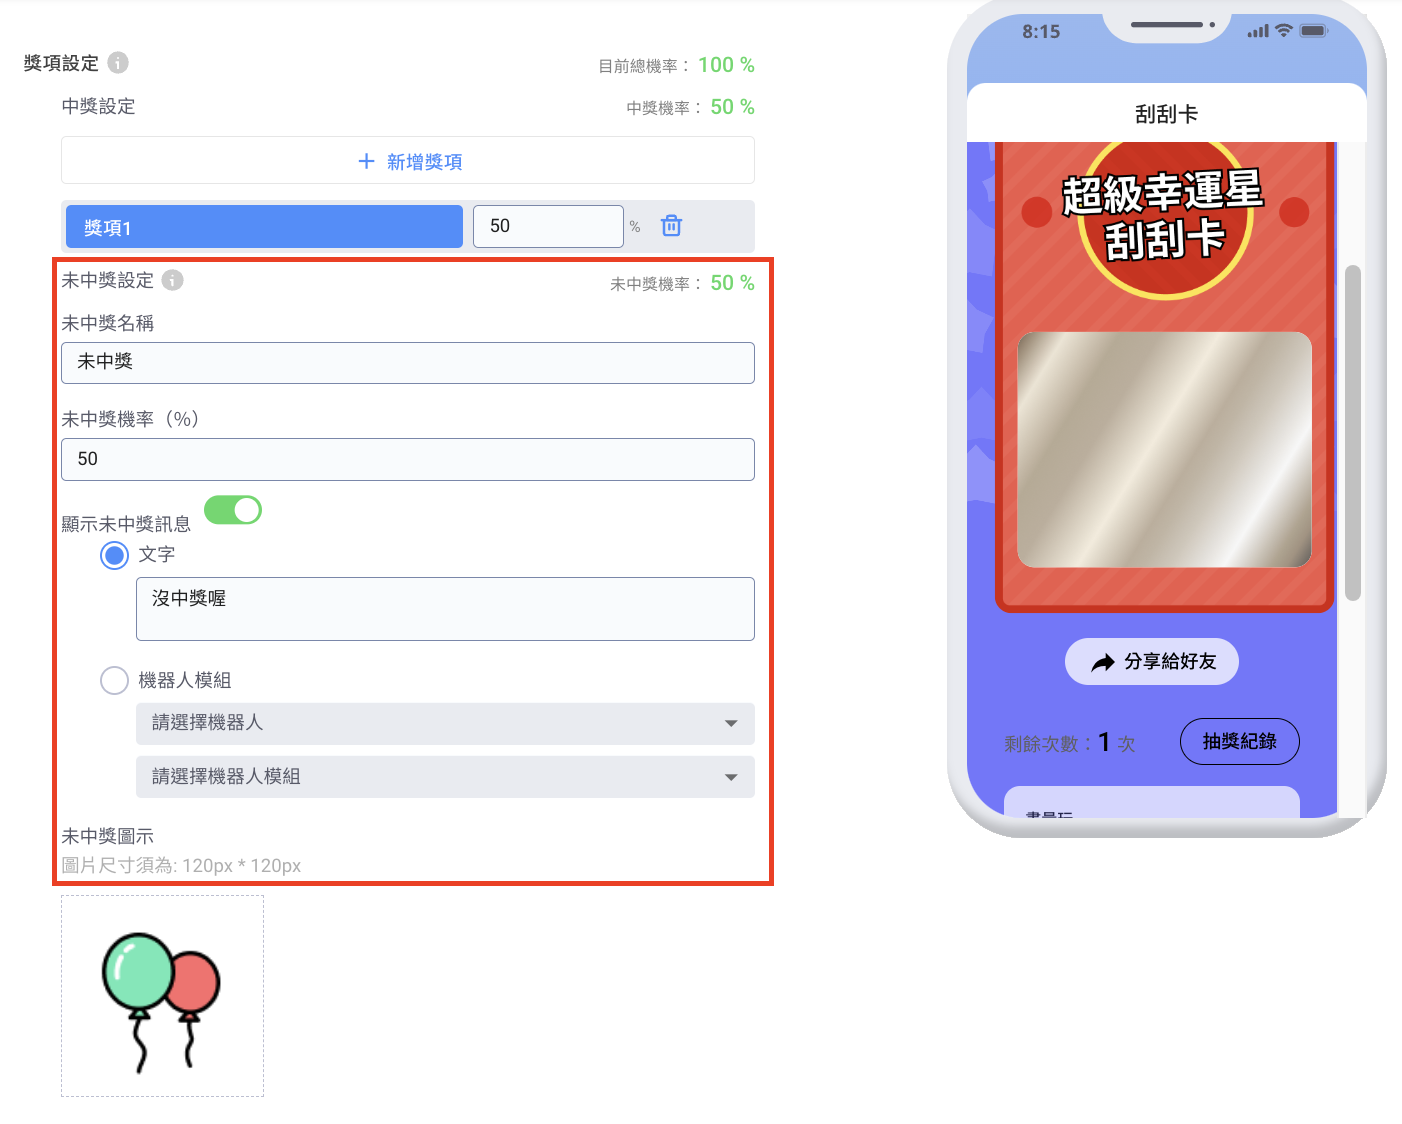 獎項設定
目前總機率： 100 %
中獎設定
中獎機率： 50 %
+ 新增獎項
獎項1
50 %
未中獎設定
未中獎機率： 50 %
未中獎名稱
未中獎
未中獎機率（%）
50
顯示未中獎訊息
文字
沒中獎喔
機器人模組
請選擇機器人
請選擇機器人模組
未中獎圖示
圖片尺寸須為: 120px * 120px
8:15
刮刮卡
超級幸運星
刮刮卡
分享給好友
剩餘次數：1 次
抽獎紀錄